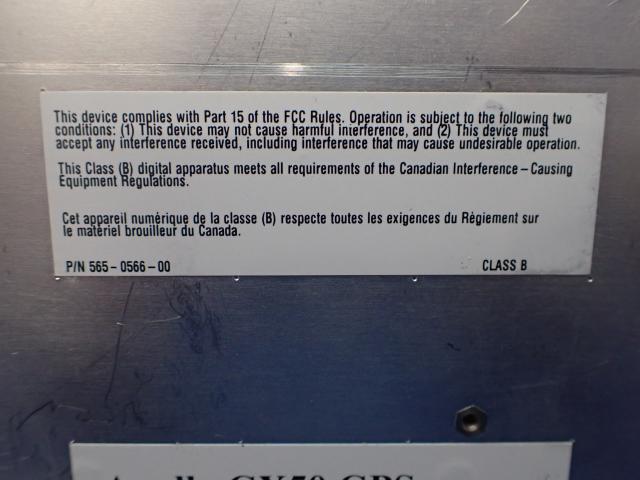 This device complies with Part 15 of the FCC Rules. Operation is subject to the following two
conditions: (1) This device may not cause harmful interference, and (2) This device must
accept any interference received, including interference that may cause undesirable operation.
This Class (B) digital apparatus meets all requirements of the Canadian Interference–Causing
Equipment Regulations.
Cet appareil numérique de la classe (B) respecte toutes les exigences du Règiement sur
le matériel brouilleur du Canada.
P/N 565-0566-00 CLASS B
GPS